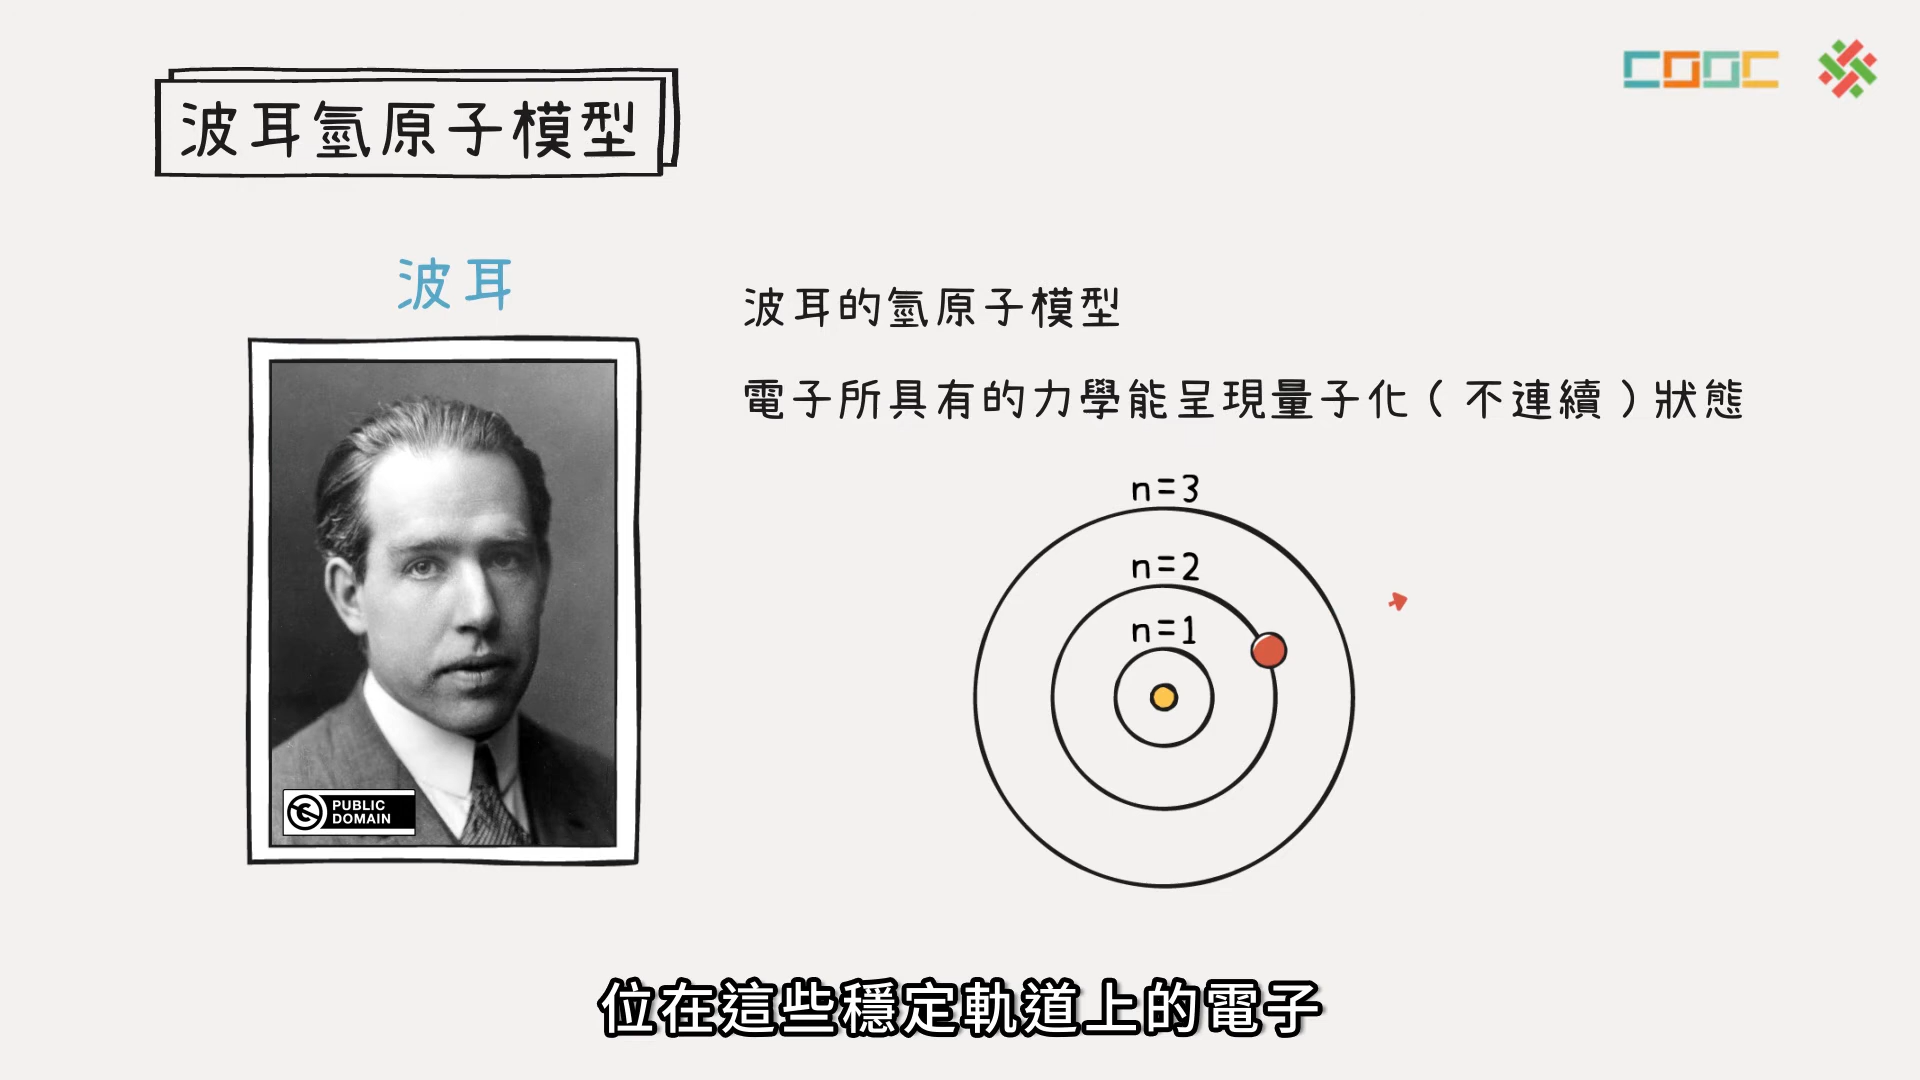 COOC
波耳氫原子模型
波耳
波耳的氫原子模型
電子所具有的力學能呈現量子化(不連續)狀態
n=3
n=2
n=1
PUBLIC
DOMAIN
位在這些穩定軌道上的電子